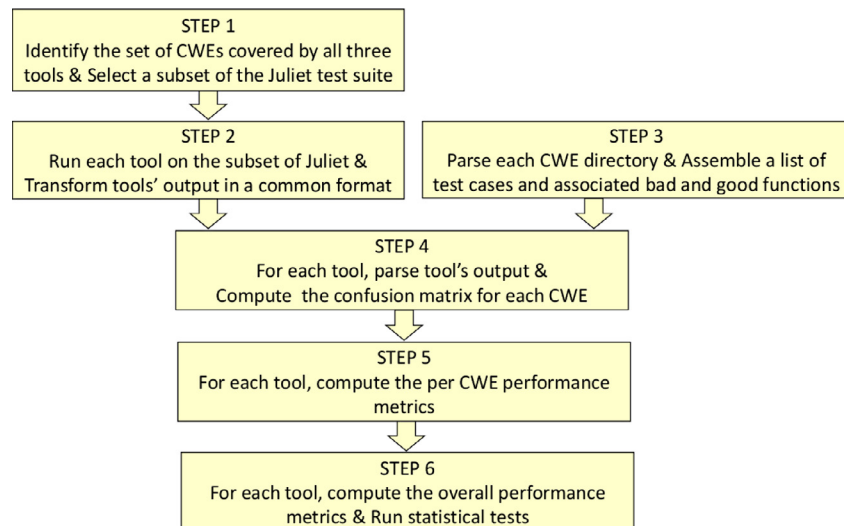 STEP 1
Identify the set of CWEs covered by all three
tools & Select a subset of the Juliet test suite
STEP 2
Run each tool on the subset of Juliet &
Transform tools’ output in a common format
STEP 3
Parse each CWE directory & Assemble a list of
test cases and associated bad and good functions
STEP 4
For each tool, parse tool’s output &
Compute the confusion matrix for each CWE
STEP 5
For each tool, compute the per CWE performance
metrics
STEP 6
For each tool, compute the overall performance
metrics & Run statistical tests